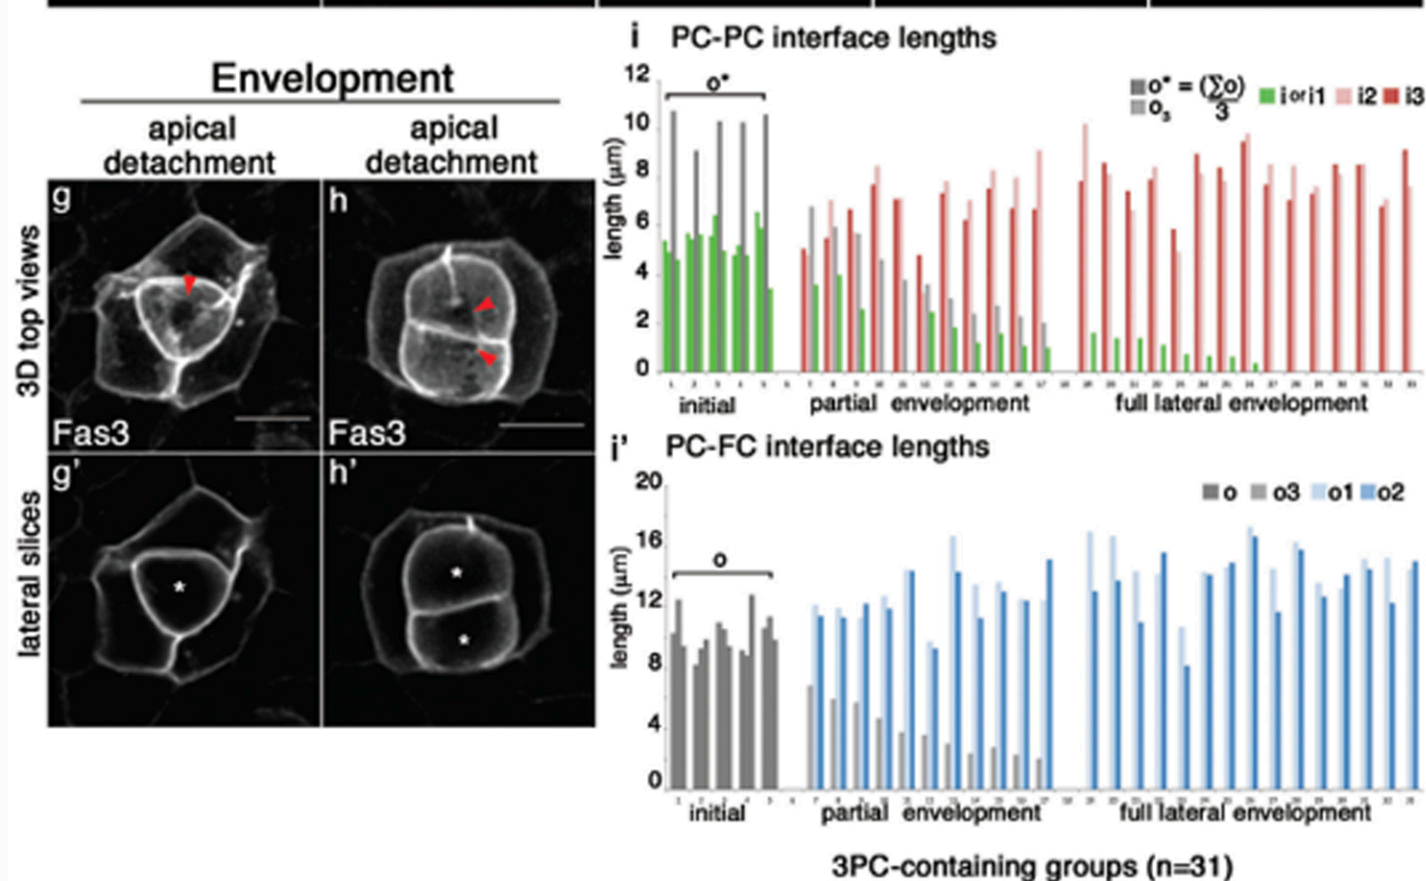 Envelopment
apical
detachment
apical
detachment
3D top views
g
h
Fas3
Fas3
lateral slices
g’
h’
*
*
*
i PC-PC interface lengths
o* = (∑o)
3
o₃
i or i1 i2 i3
o*
length (μm)
12
10
8
6
4
2
0
initial partial envelopment full lateral envelopment
i’ PC-FC interface lengths
o o3 o1 o2
o
length (μm)
20
16
12
8
4
0
initial partial envelopment full lateral envelopment
3PC-containing groups (n=31)